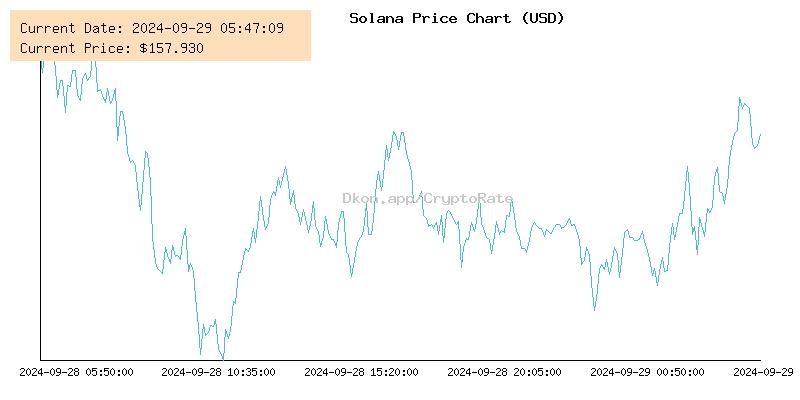 Solana Price Chart (USD)
Current Date: 2024-09-29 05:47:09
Current Price: $157.930
Dkon.app/CryptoRate
2024-09-28 05:50:00 2024-09-28 10:35:00 2024-09-28 15:20:00 2024-09-28 20:05:00 2024-09-29 00:50:00 2024-09-29